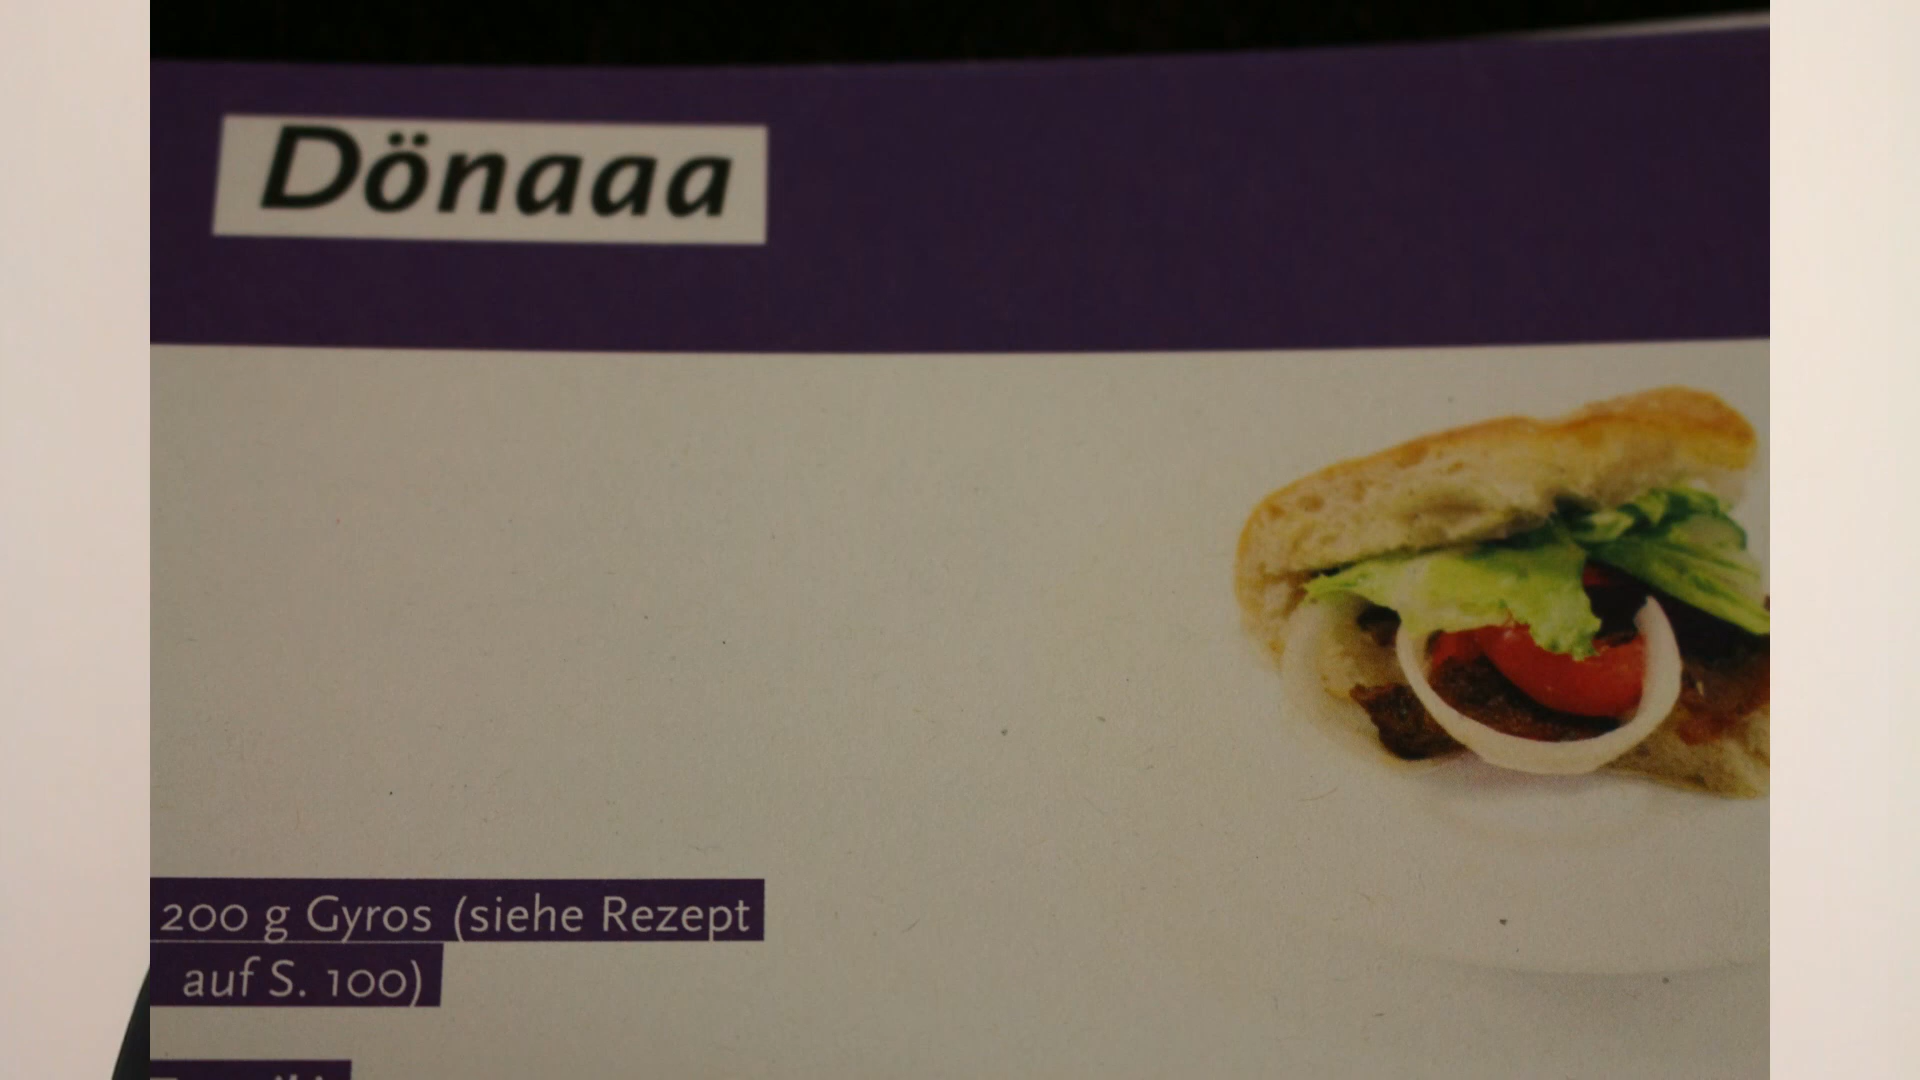 Dönaaa
200 g Gyros (siehe Rezept
auf S. 100)